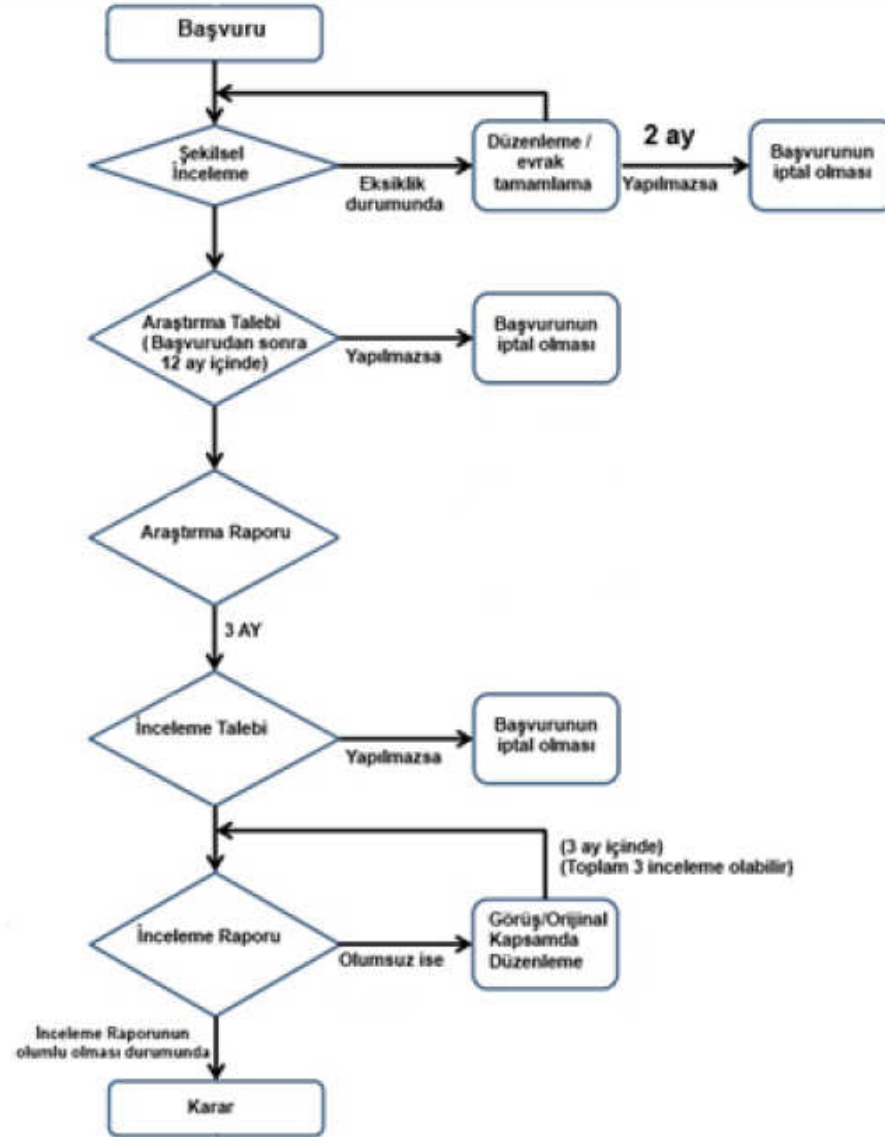 Başvuru
Şekilsel
İnceleme
Eksiklik
durumunda
Düzenleme /
evrak
tamamlama
2 ay
Yapılmazsa
Başvurunun
iptal olması
Araştırma Talebi
( Başvurudan sonra
12 ay içinde)
Yapılmazsa
Başvurunun
iptal olması
Araştırma Raporu
3 AY
İnceleme Talebi
Yapılmazsa
Başvurunun
iptal olması
(3 ay içinde)
(Toplam 3 inceleme olabilir)
İnceleme Raporu
Olumsuz ise
Görüş/Orijinal
Kapsamda
Düzenleme
İnceleme Raporunun
olumlu olması durumunda
Karar